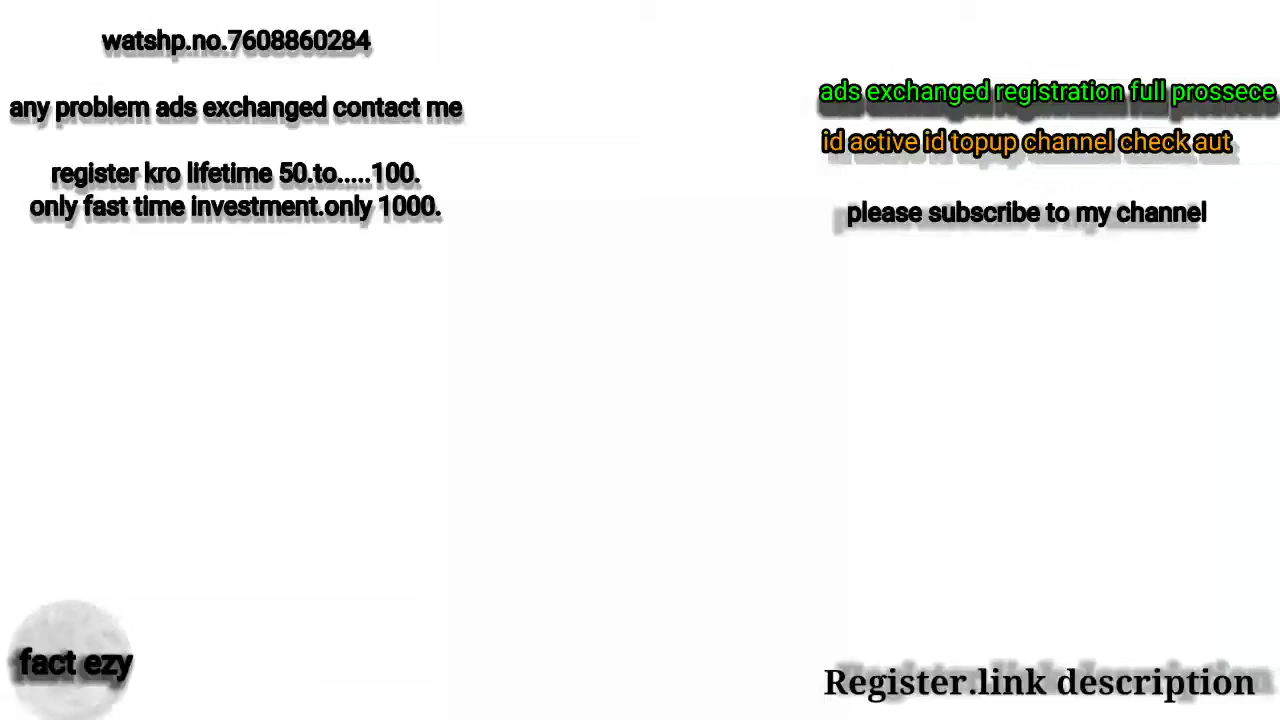 watshp.no.7608860284
any problem ads exchanged contact me
register kro lifetime 50.to.....100.
only fast time investment.only 1000.
ads exchanged registration full prossece
id active id topup channel check aut
please subscribe to my channel
fact ezy
Register.link description